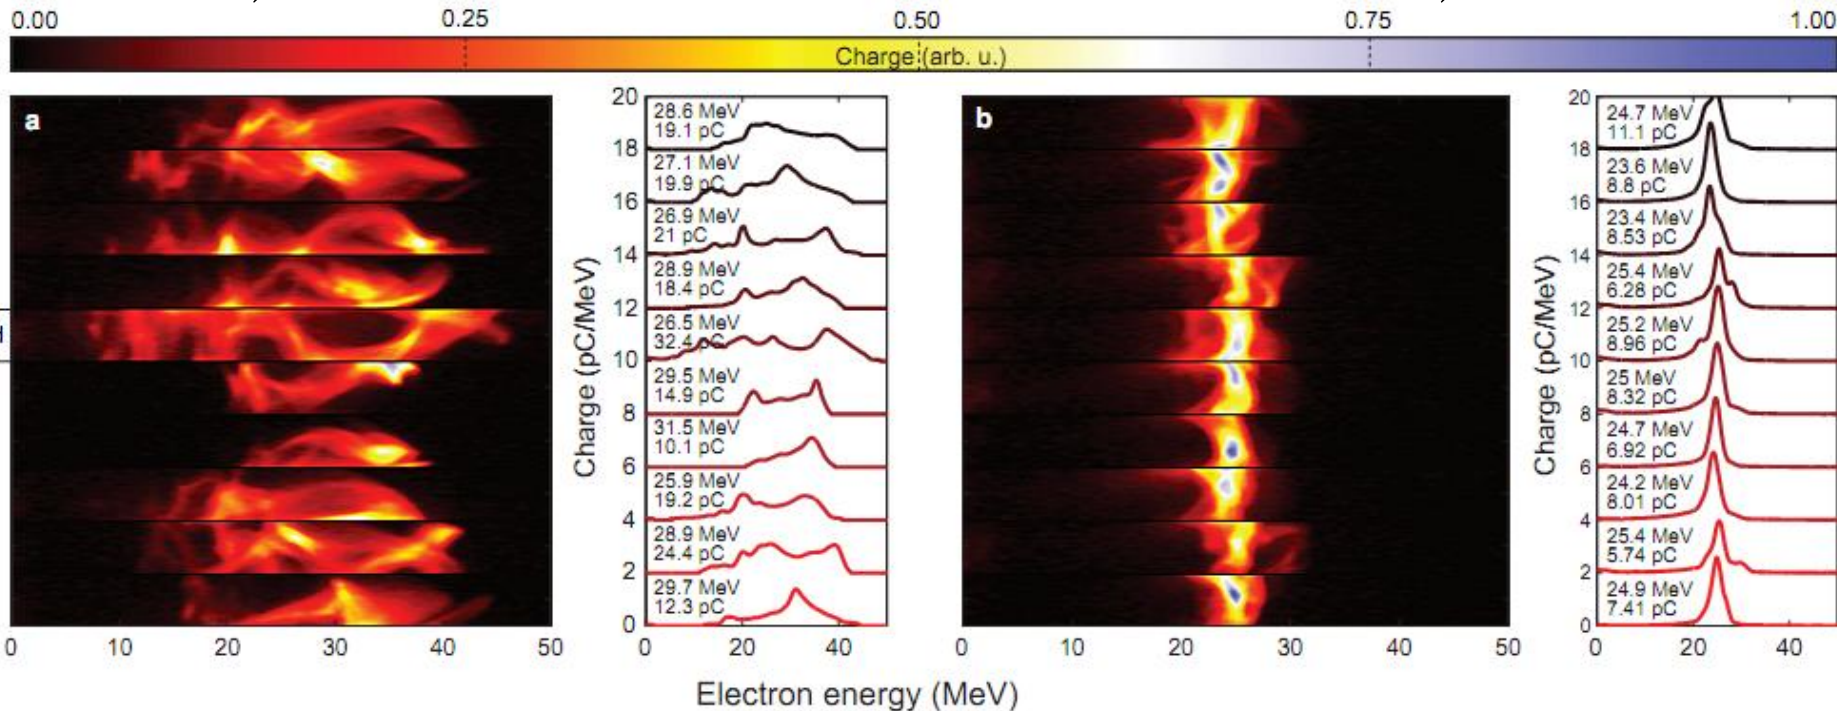 0.00 0.25 0.50 0.75 1.00
Charge (arb. u.)
a
0 10 20 30 40 50
Charge (pC/MeV)
20
18
16
14
12
10
8
6
4
2
0
28.6 MeV
19.1 pC
27.1 MeV
19.9 pC
26.9 MeV
21 pC
28.9 MeV
18.4 pC
26.5 MeV
32.4 pC
29.5 MeV
14.9 pC
31.5 MeV
10.1 pC
25.9 MeV
19.2 pC
28.9 MeV
24.4 pC
29.7 MeV
12.3 pC
0 20 40
b
0 10 20 30 40 50
Charge (pC/MeV)
20
18
16
14
12
10
8
6
4
2
0
24.7 MeV
11.1 pC
23.6 MeV
8.8 pC
23.4 MeV
8.53 pC
25.4 MeV
6.28 pC
25.2 MeV
8.96 pC
25 MeV
8.32 pC
24.7 MeV
6.92 pC
24.2 MeV
8.01 pC
25.4 MeV
5.74 pC
24.9 MeV
7.41 pC
0 20 40
Electron energy (MeV)